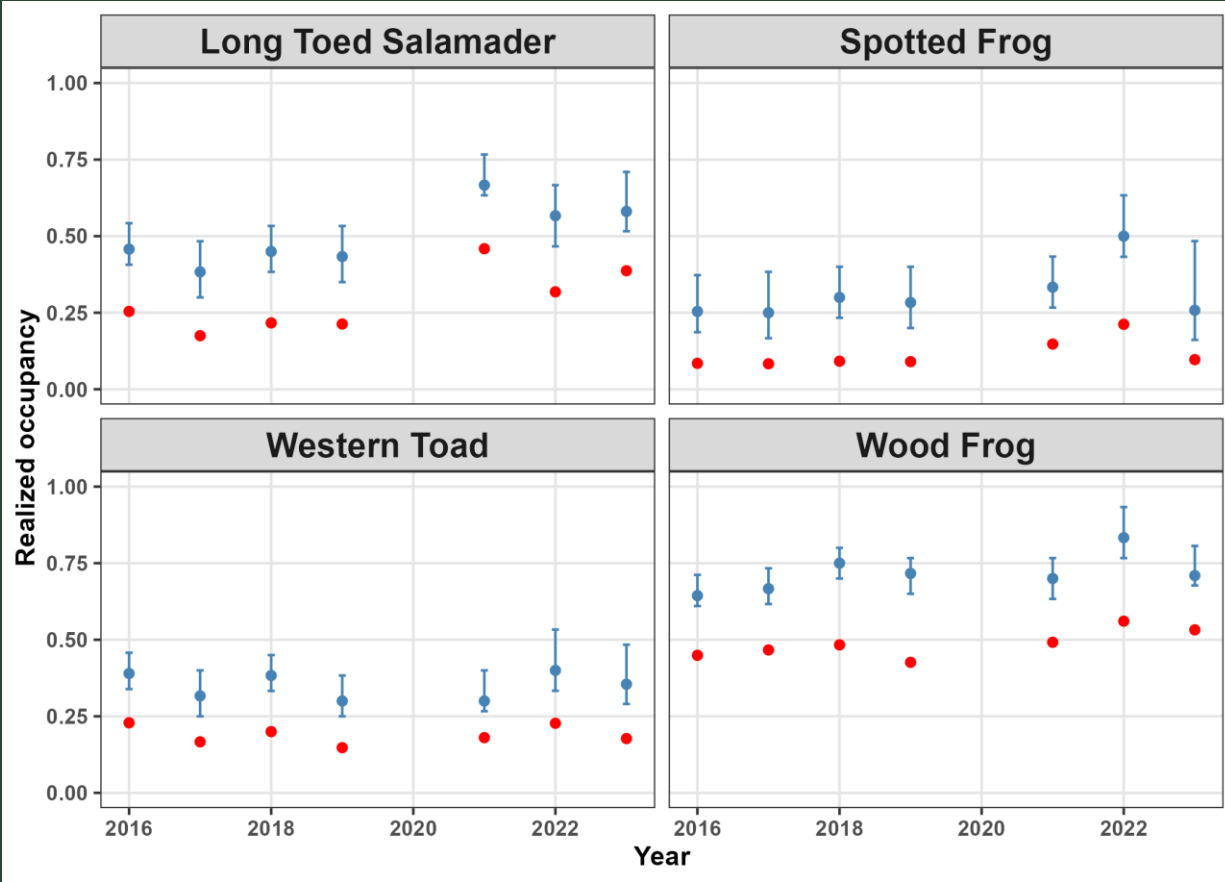 Long Toed Salamader
Spotted Frog
1.00
0.75
0.50
0.25
0.00
Western Toad
Wood Frog
1.00
0.75
0.50
0.25
0.00
Realized occupancy
2016 2018 2020 2022
2016 2018 2020 2022
Year